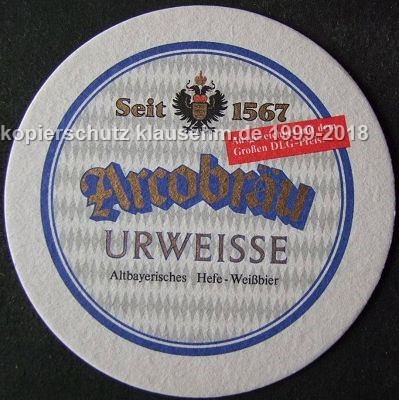 Seit 1567
kopierschutz klausehm.de 1999-2018
Großen DLG-Preis
Arcobräu
URWEISSE
Altbayerisches Hefe-Weißbier